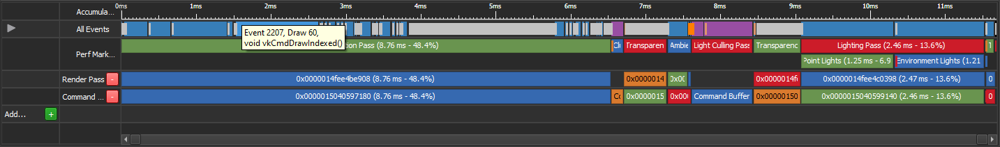 Accumula...
0ms 1ms 2ms 3ms 4ms 5ms 6ms 7ms 8ms 9ms 10ms 11ms
All Events
Event 2207, Draw 60,
void vkCmdDrawIndexed()
Perf Mark...
tion Pass (8.76 ms - 48.4%) Transparen Ambie Light Culling Pass Transparenc Lighting Pass (2.46 ms - 13.6%) T
Point Lights (1.25 ms - 6.9 Environment Lights (1.21
Render Pass - 0x0000014fee4be908 (8.76 ms - 48.4%) 0x0000014 0x00 0x0000014f 0x0000014fee4c0398 (2.47 ms - 13.6%) 0
Command ... - 0x0000015040597180 (8.76 ms - 48.4%) Co 0x0000015 0x000 Command Buffer 0x00000150 0x0000015040599140 (2.46 ms - 13.6%) 0
Add... +